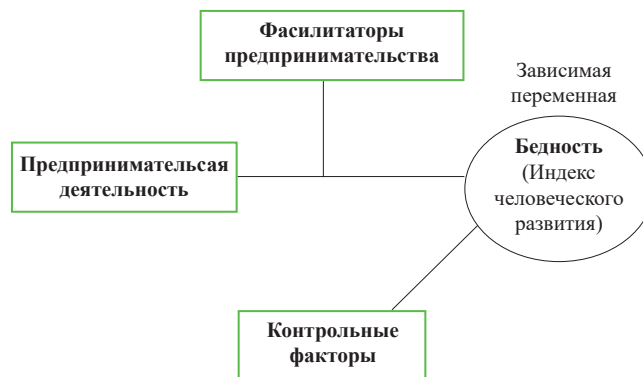 Фасилитаторы
предпринимательства
Зависимая
переменная
Предпринимательсая
деятельность
Бедность
(Индекс
человеческого
развития)
Контрольные
факторы